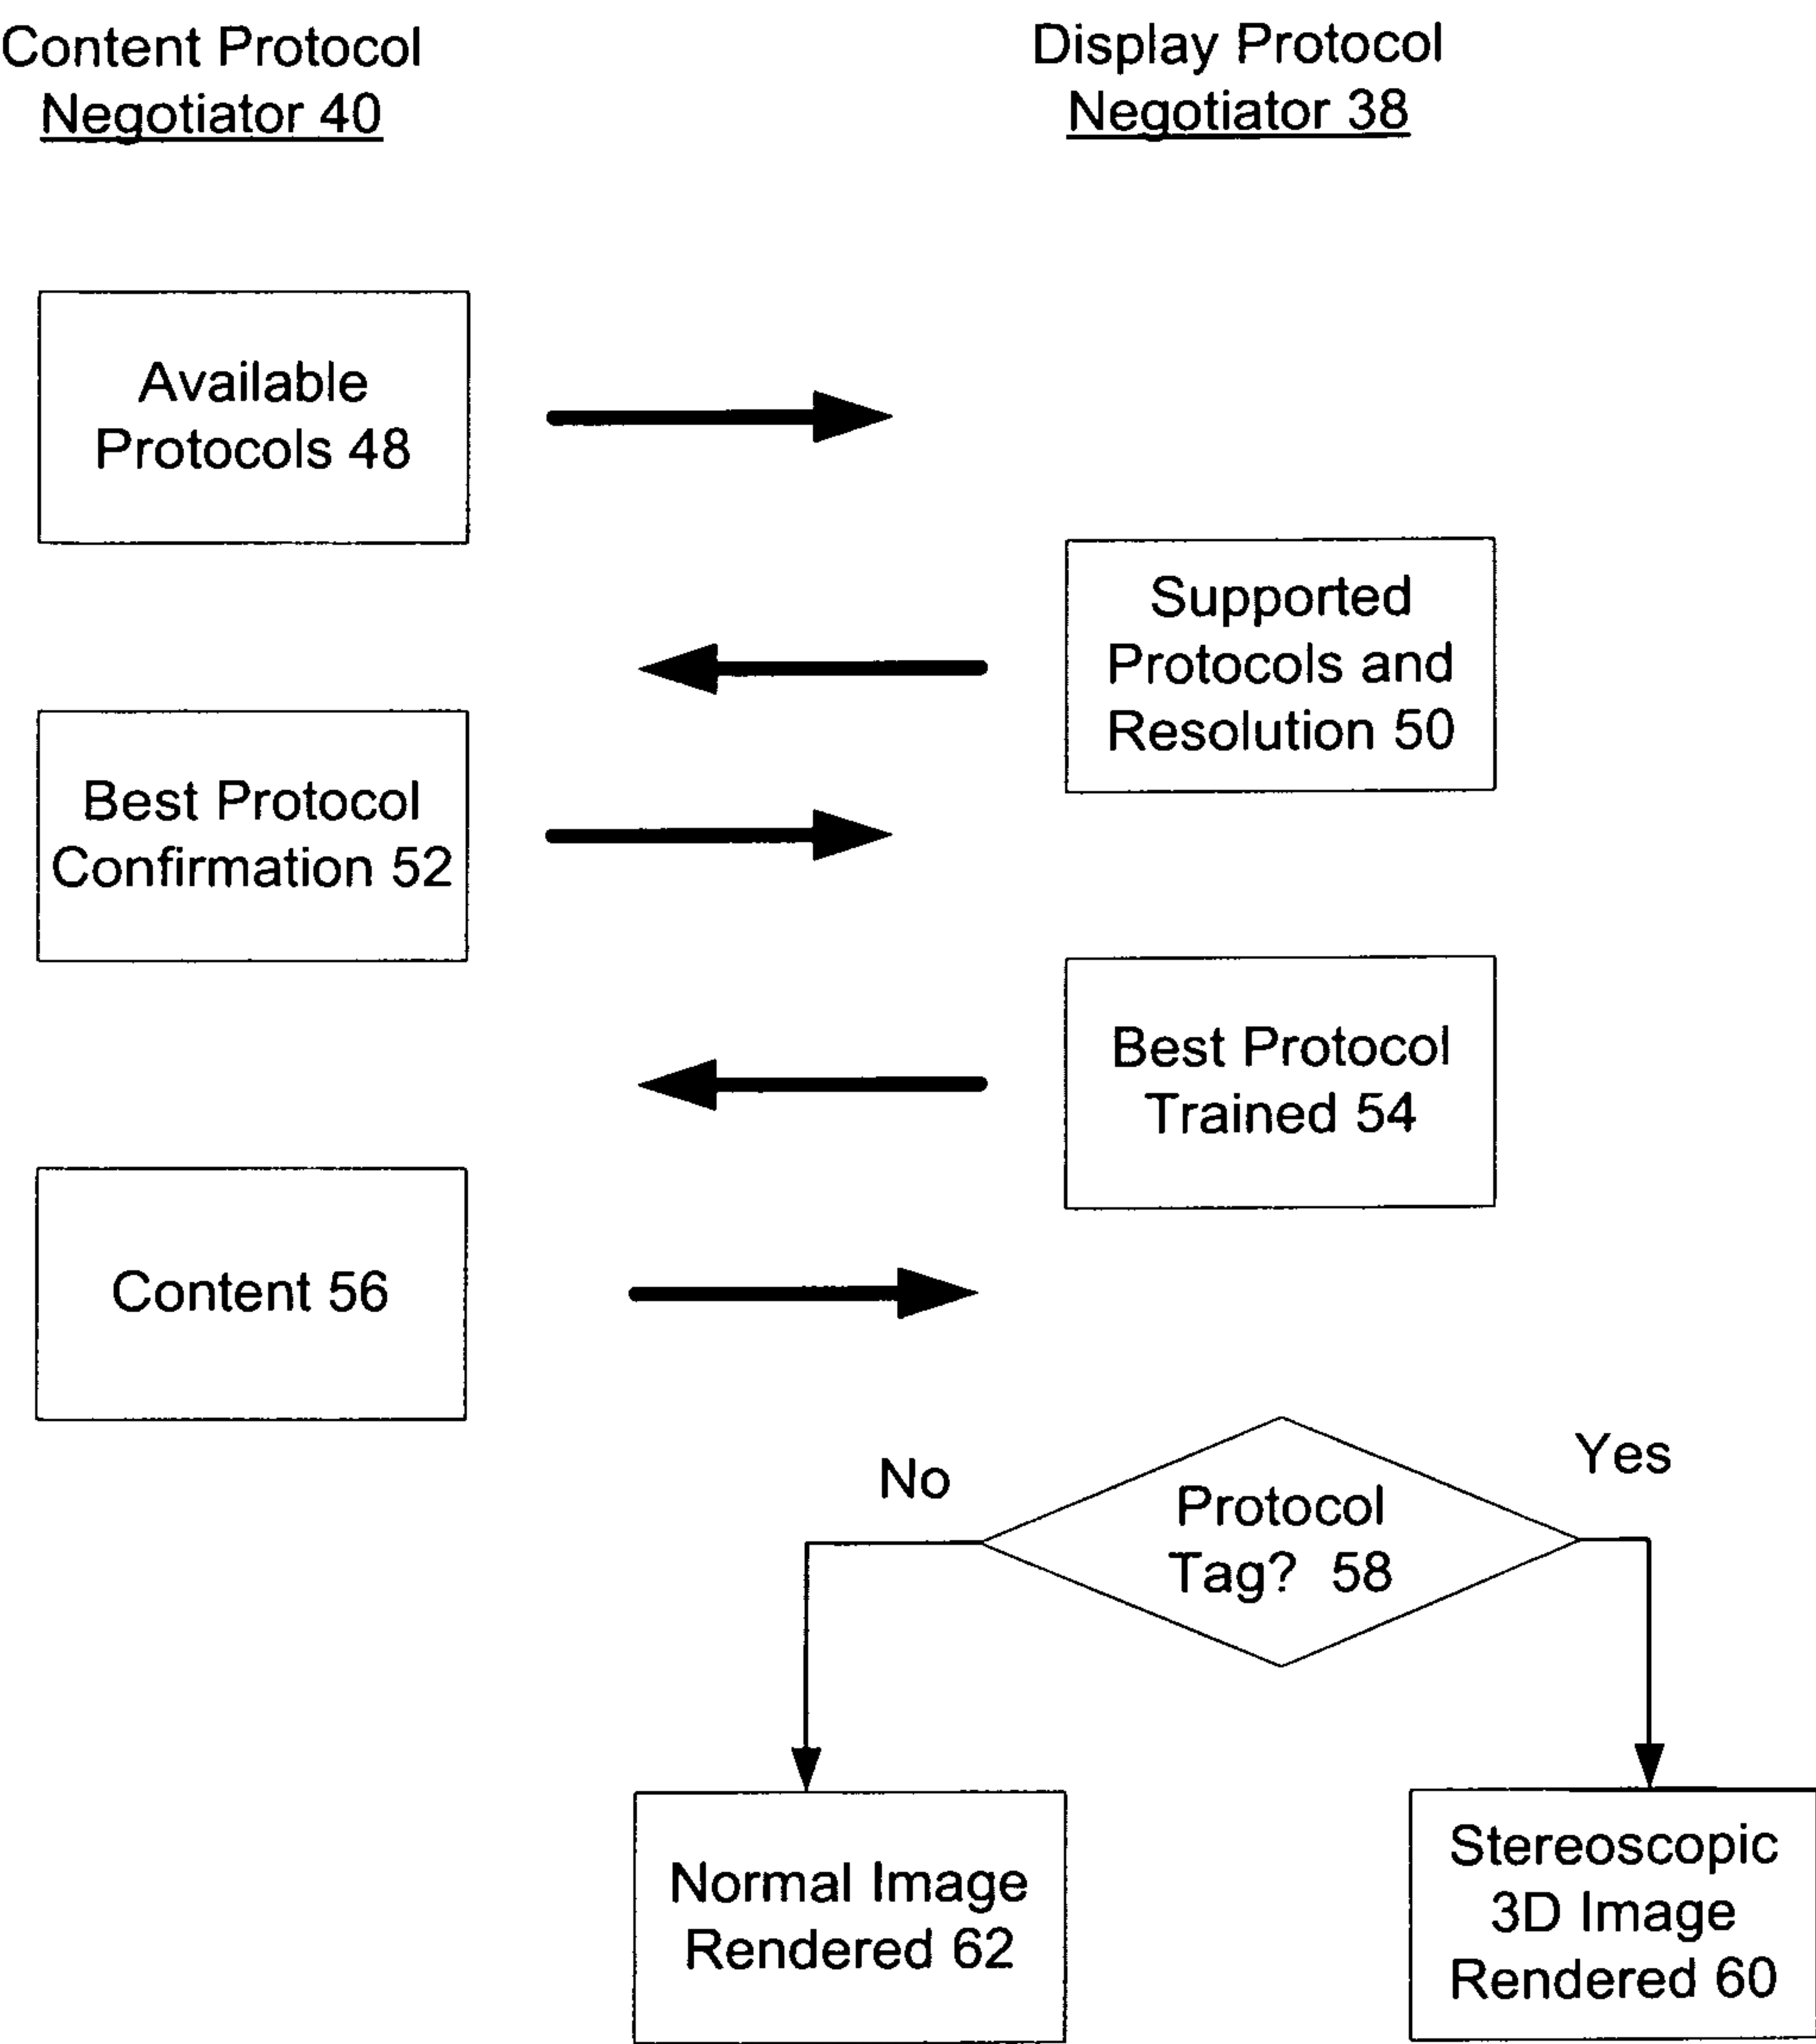 Content Protocol
Negotiator 40
Display Protocol
Negotiator 38
Available
Protocols 48
Supported
Protocols and
Resolution 50
Best Protocol
Confirmation 52
Best Protocol
Trained 54
Content 56
No
Yes
Protocol
Tag? 58
Normal Image
Rendered 62
Stereoscopic
3D Image
Rendered 60